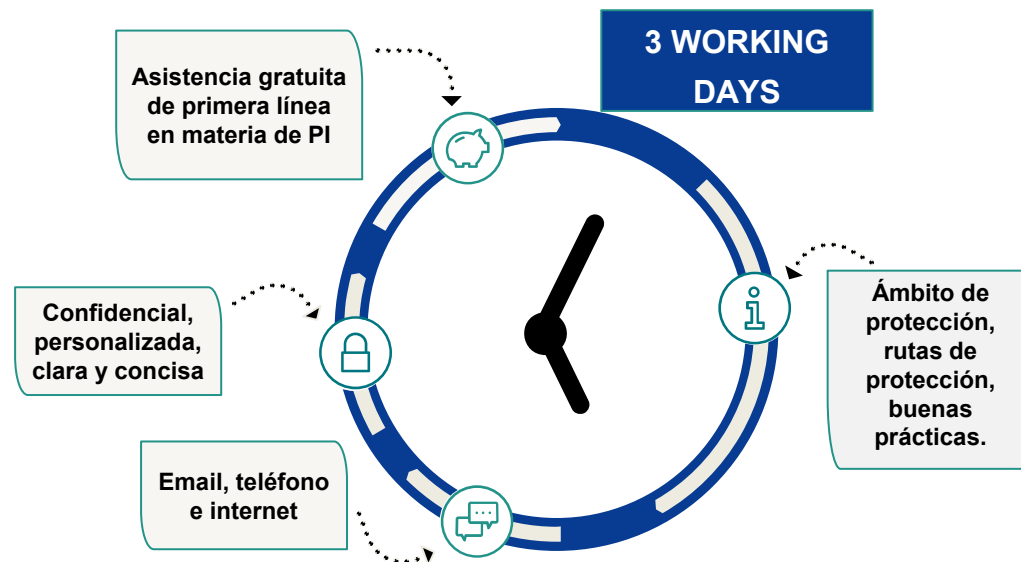 3 WORKING
DAYS
Asistencia gratuita
de primera línea
en materia de PI
Confidencial,
personalizada,
clara y concisa
Email, teléfono
e internet
Ámbito de
protección,
rutas de
protección,
buenas
prácticas.